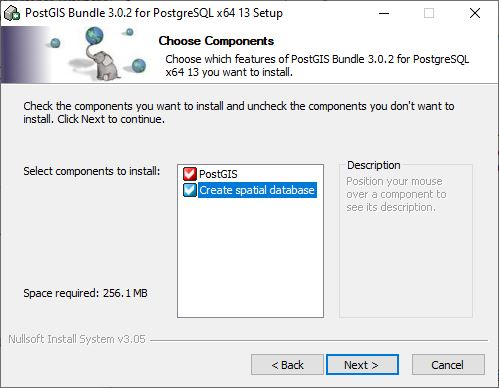 PostGIS Bundle 3.0.2 for PostgreSQL x64 13 Setup
Choose Components
Choose which features of PostGIS Bundle 3.0.2 for PostgreSQL
x64 13 you want to install.
Check the components you want to install and uncheck the components you don't want to
install. Click Next to continue.
Select components to install:
PostGIS
Create spatial database
Description
Position your mouse
over a component to
see its description.
Space required: 256.1 MB
Nullsoft Install System v3.05
< Back
Next >
Cancel